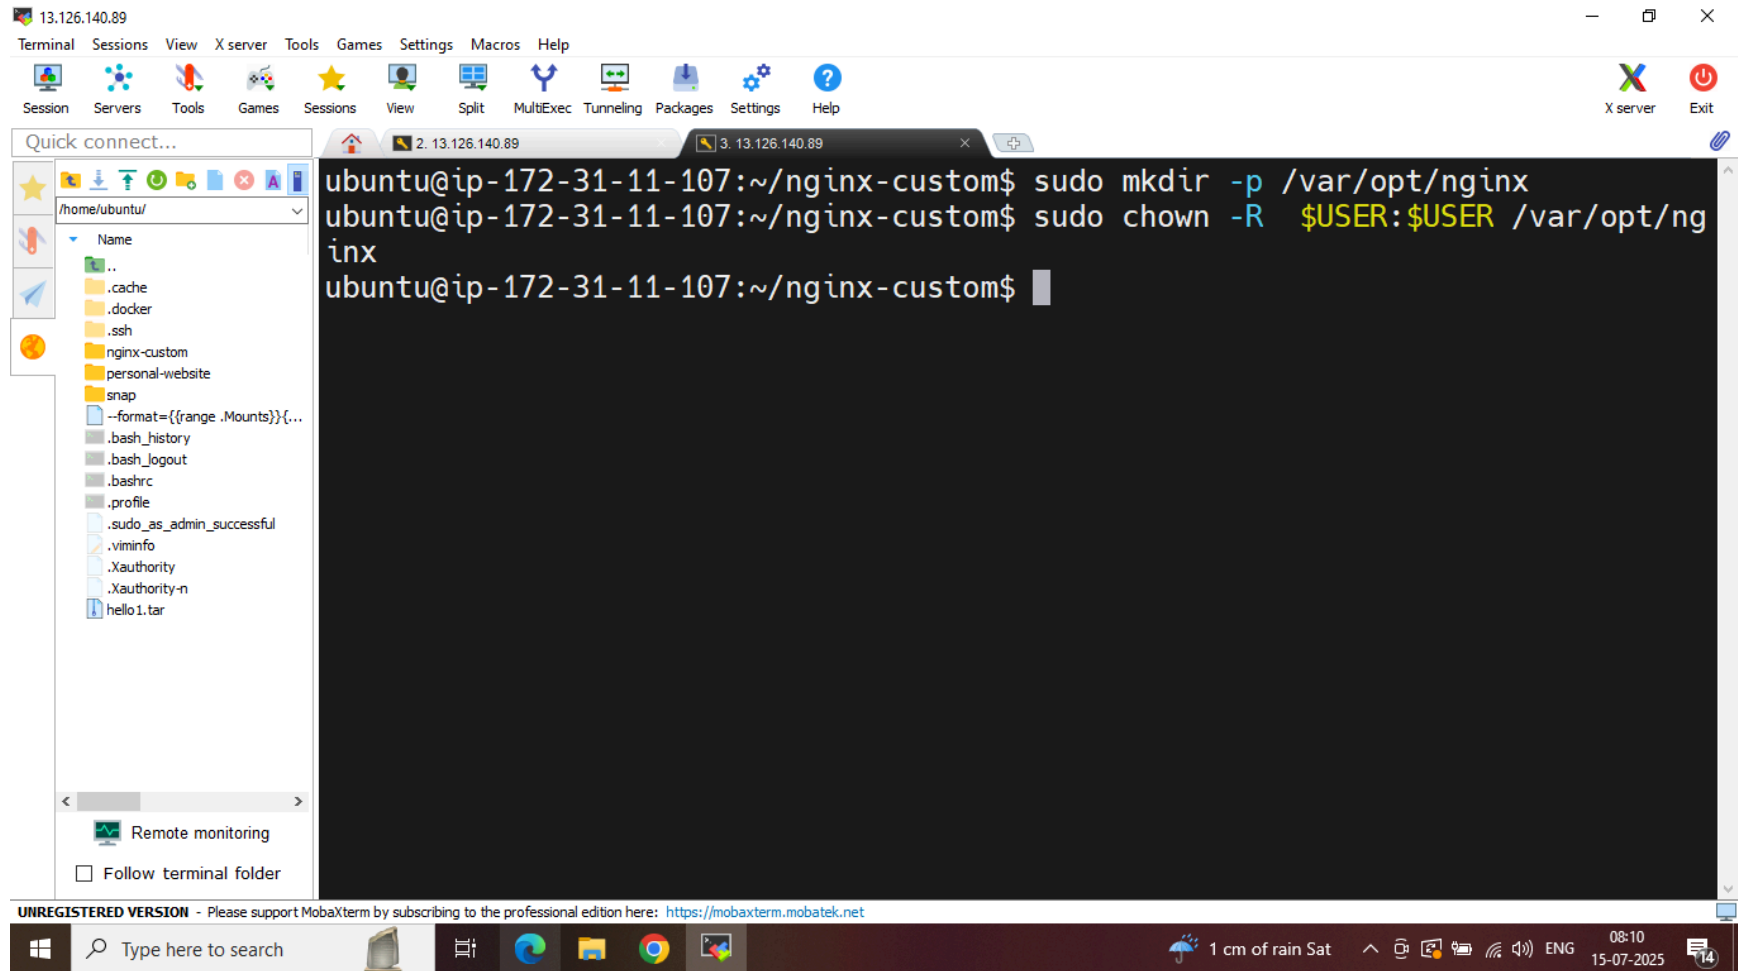 13.126.140.89
Terminal Sessions View X server Tools Games Settings Macros Help
Session Servers Tools Games Sessions View Split MultiExec Tunneling Packages Settings Help X server Exit
Quick connect...
2. 13.126.140.89
3. 13.126.140.89
/home/ubuntu/
Name
..
.cache
.docker
.ssh
nginx-custom
personal-website
snap
--format={{range .Mounts}}{...
.bash_history
.bash_logout
.bashrc
.profile
.sudo_as_admin_successful
.viminfo
.Xauthority
.Xauthority-n
hello1.tar
Remote monitoring
Follow terminal folder
ubuntu@ip-172-31-11-107:~/nginx-custom$ sudo mkdir -p /var/opt/nginx
ubuntu@ip-172-31-11-107:~/nginx-custom$ sudo chown -R  $USER:$USER /var/opt/ng
inx
ubuntu@ip-172-31-11-107:~/nginx-custom$
UNREGISTERED VERSION - Please support MobaXterm by subscribing to the professional edition here: https://mobaxterm.mobatek.net
Type here to search
1 cm of rain Sat
ENG
08:10
15-07-2025
14